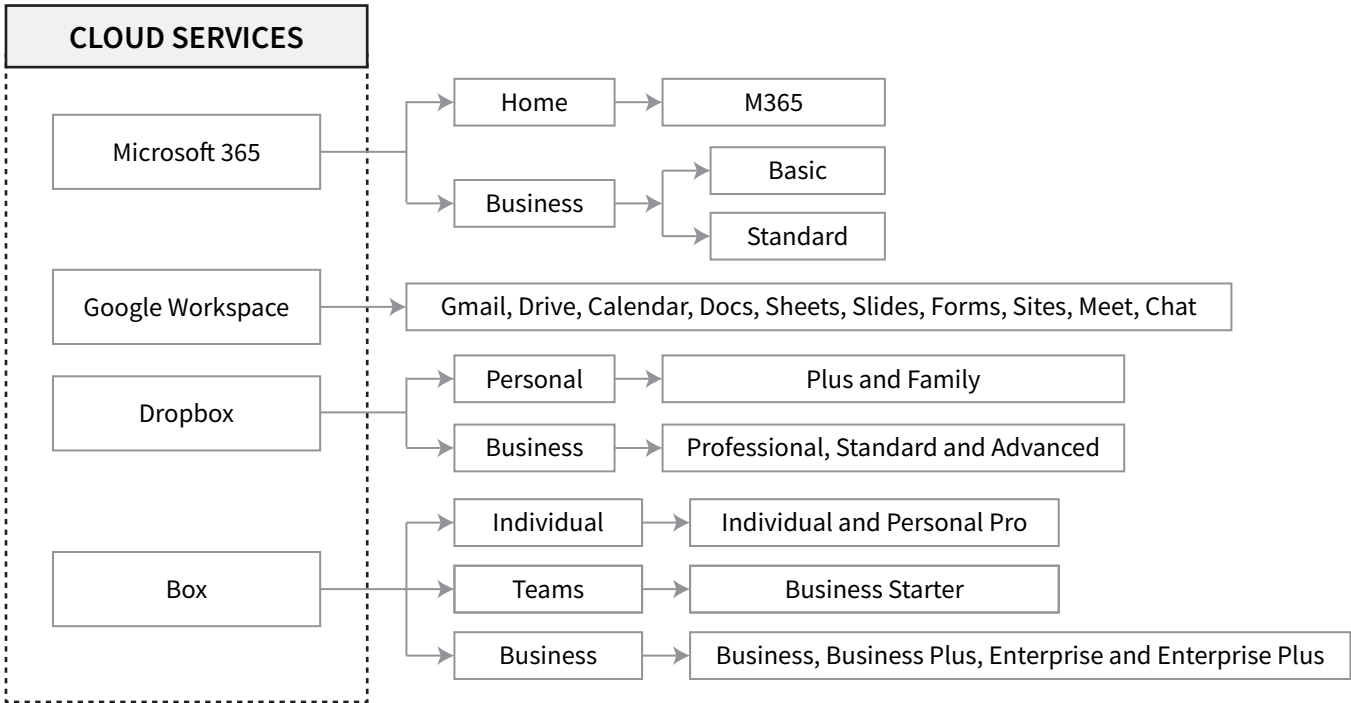 CLOUD SERVICES
Microsoft 365
Home
M365
Business
Basic
Standard
Google Workspace
Gmail, Drive, Calendar, Docs, Sheets, Slides, Forms, Sites, Meet, Chat
Dropbox
Personal
Plus and Family
Business
Professional, Standard and Advanced
Box
Individual
Individual and Personal Pro
Teams
Business Starter
Business
Business, Business Plus, Enterprise and Enterprise Plus